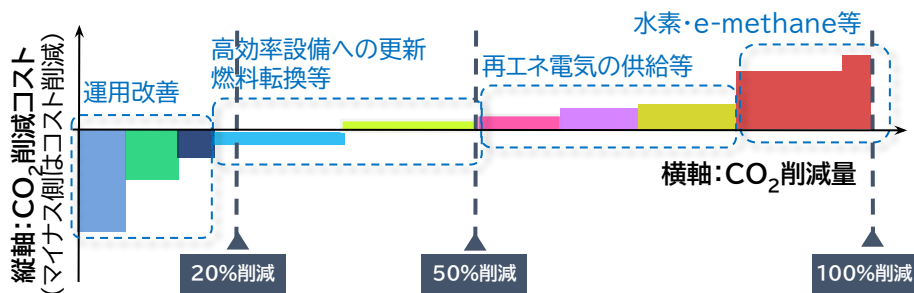 水素・e-methane等
高効率設備への更新
燃料転換等
再エネ電気の供給等
運用改善
縦軸：CO₂削減コスト
（マイナス側はコスト削減）
横軸：CO₂削減量
20%削減
50%削減
100%削減